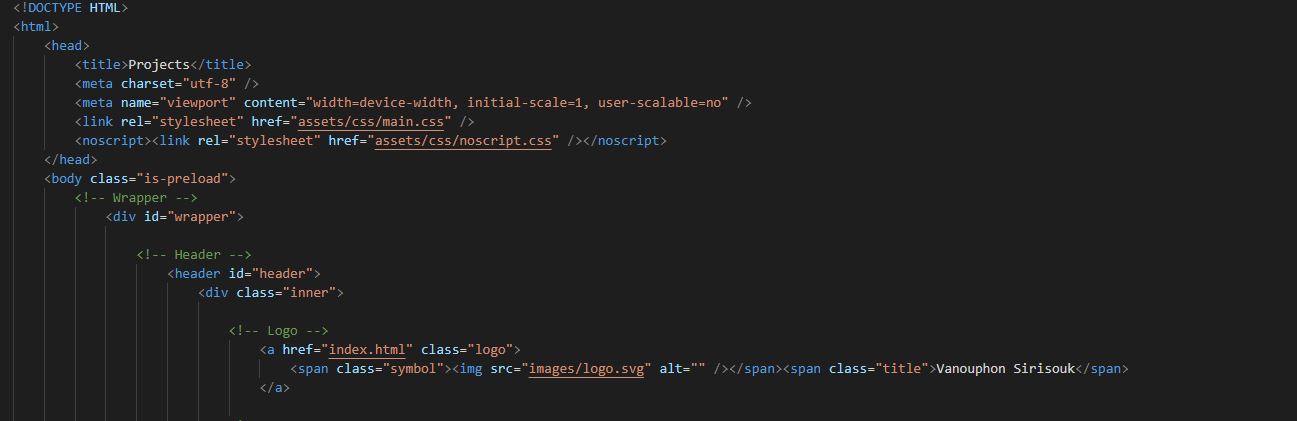 <!DOCTYPE HTML>
<html>
<head>
<title>Projects</title>
<meta charset="utf-8" />
<meta name="viewport" content="width=device-width, initial-scale=1, user-scalable=no" />
<link rel="stylesheet" href="assets/css/main.css" />
<noscript><link rel="stylesheet" href="assets/css/noscript.css" /></noscript>
</head>
<body class="is-preload">
<!-- Wrapper -->
<div id="wrapper">
<!-- Header -->
<header id="header">
<div class="inner">
<!-- Logo -->
<a href="index.html" class="logo">
<span class="symbol"><img src="images/logo.svg" alt="" /></span><span class="title">Vanouphon Sirisouk</span>
</a>